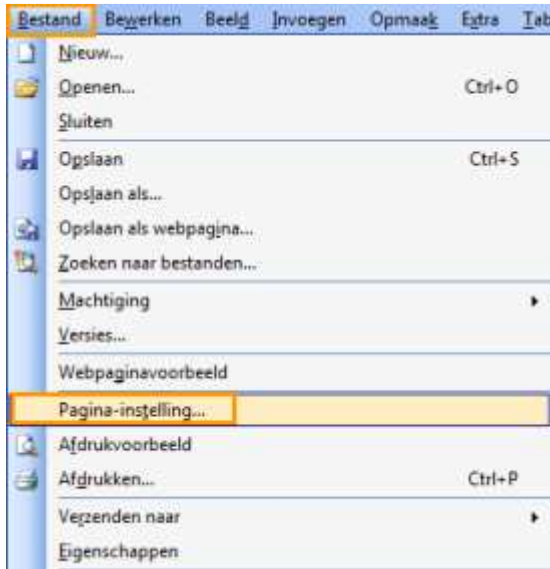 Bestand Bewerken Beeld Invoegen Opmaak Extra Tab
Nieuw...
Openen... Ctrl+O
Sluiten
Opslaan Ctrl+S
Opslaan als...
Opslaan als webpagina...
Zoeken naar bestanden...
Machtiging
Versies...
Webpaginavoorbeeld
Pagina-instelling...
Afdrukvoorbeeld
Afdrukken... Ctrl+P
Verzenden naar
Eigenschappen